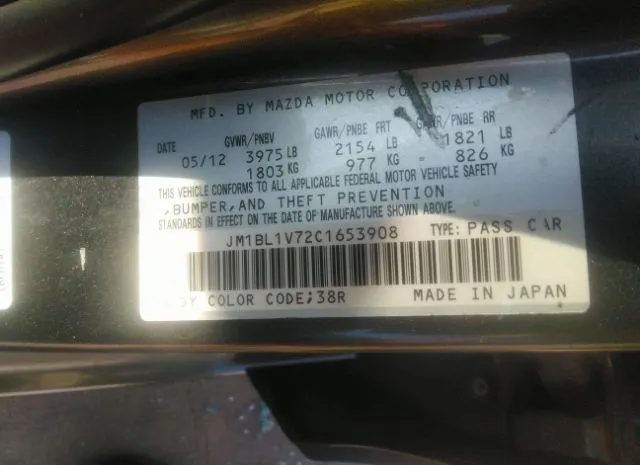 MFD. BY MAZDA MOTOR CORPORATION
DATE GVWR/PNBV GAWR/PNBE FRT GAWR/PNBE RR
05/12 3975 LB 2154 LB 1821 LB
1803 KG 977 KG 826 KG
THIS VEHICLE CONFORMS TO ALL APPLICABLE FEDERAL MOTOR VEHICLE SAFETY
,BUMPER,AND THEFT PREVENTION
STANDARDS IN EFFECT ON THE DATE OF MANUFACTURE SHOWN ABOVE.
JM1BL1V72C1653908 TYPE: PASS CAR
COLOR CODE;38R MADE IN JAPAN